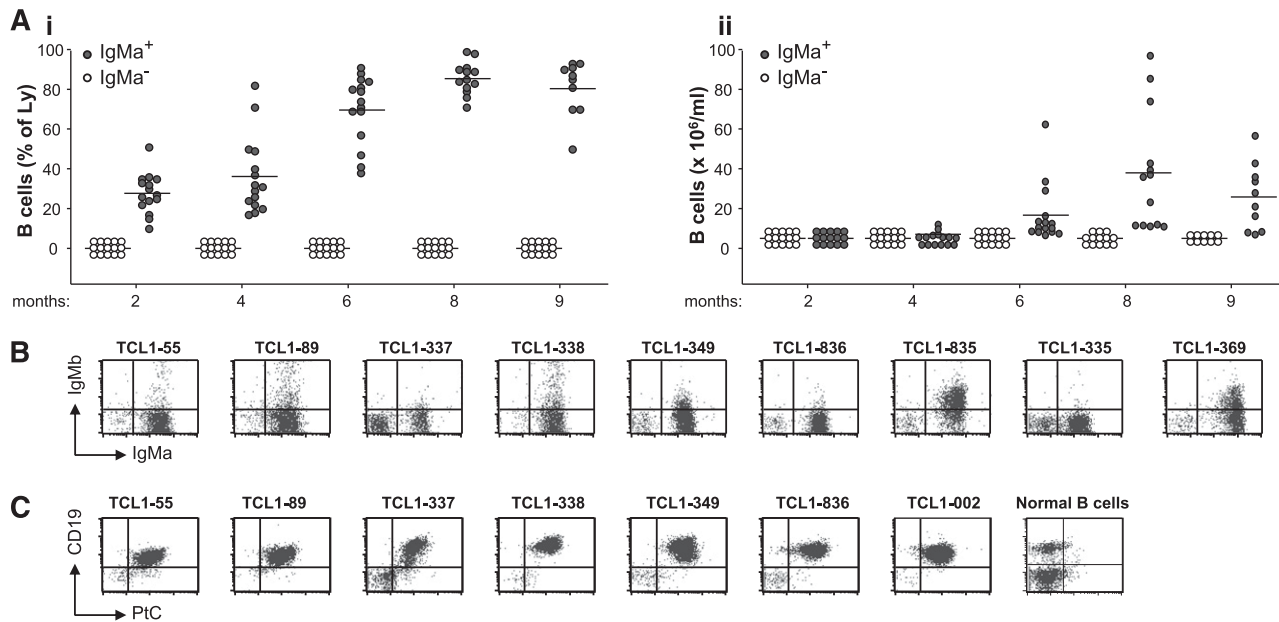 A
i
100
80
60
40
20
0
B cells (% of Ly)
IgMa+
IgMa-
months:
2
4
6
8
9
ii
100
80
60
40
20
0
B cells (x 10⁶/ml)
IgMa+
IgMa-
months:
2
4
6
8
9
B
TCL1-55
TCL1-89
TCL1-337
TCL1-338
TCL1-349
TCL1-836
TCL1-835
TCL1-335
TCL1-369
IgMb
IgMa
C
TCL1-55
TCL1-89
TCL1-337
TCL1-338
TCL1-349
TCL1-836
TCL1-002
Normal B cells
CD19
PtC